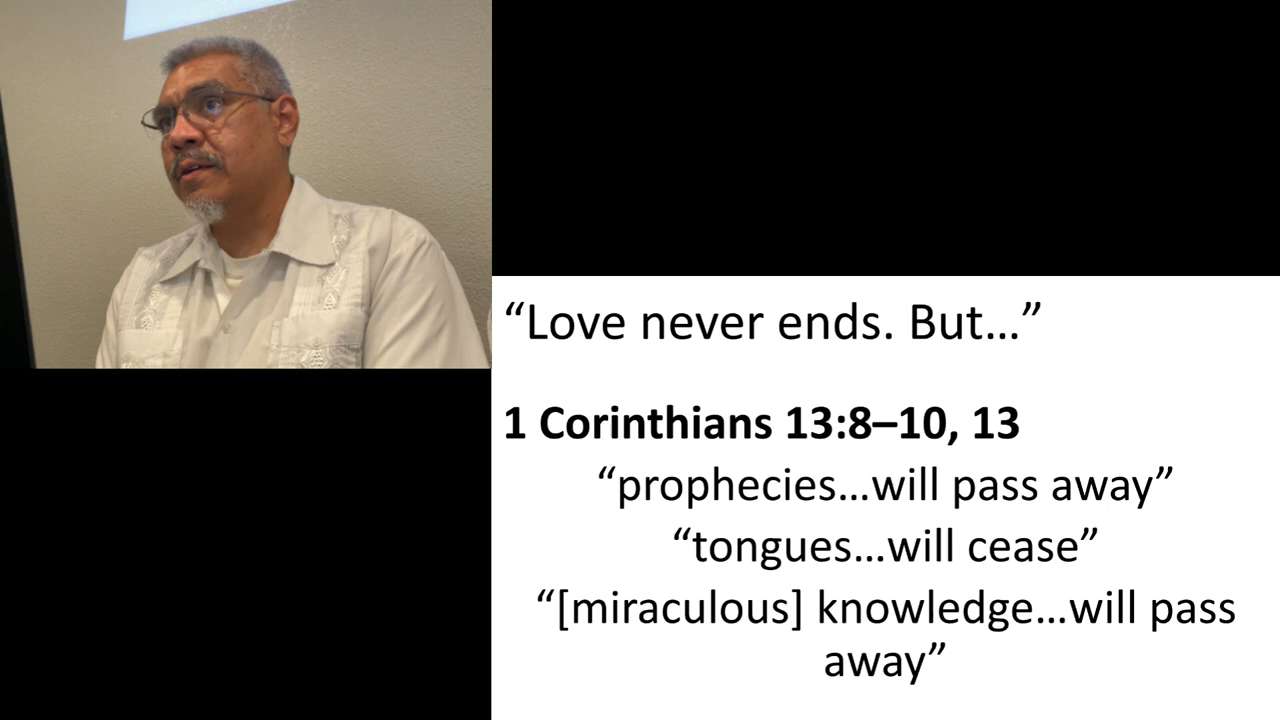 “Love never ends. But…”
1 Corinthians 13:8–10, 13
“prophecies…will pass away”
“tongues…will cease”
“[miraculous] knowledge…will pass
away”